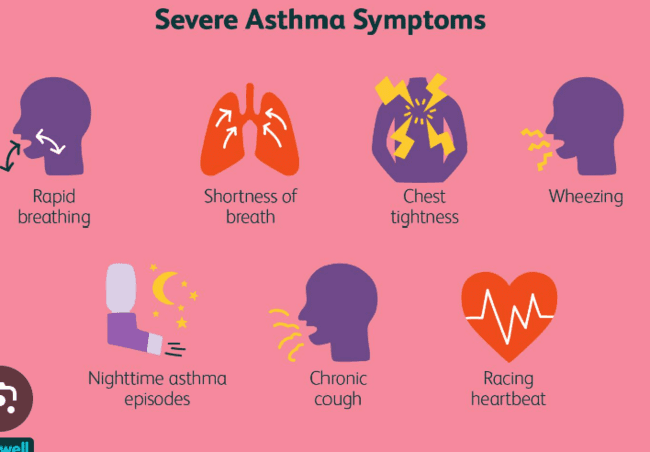 Severe Asthma Symptoms
Rapid
breathing
Shortness of
breath
Chest
tightness
Wheezing
Nighttime asthma
episodes
Chronic
cough
Racing
heartbeat
well